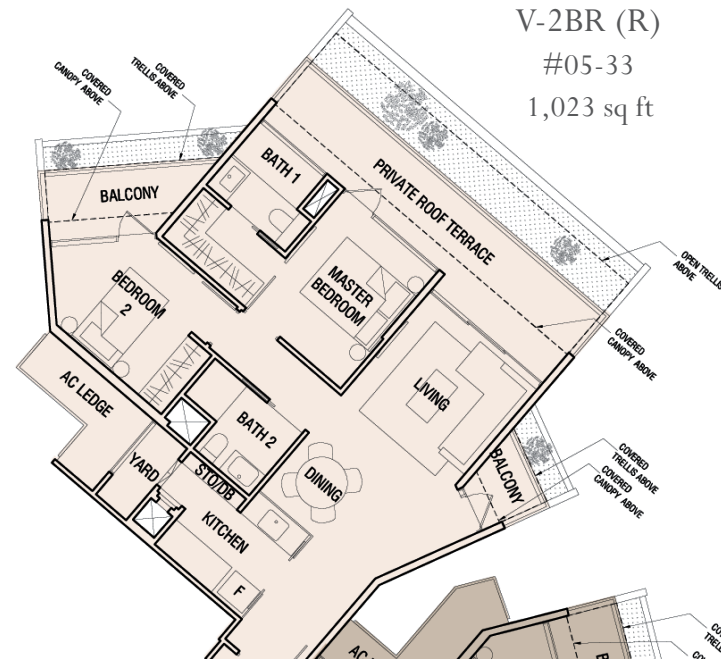 V-2BR (R)
#05-33
1,023 sq ft
COVERED
CANOPY ABOVE
COVERED
TRELLIS ABOVE
BATH 1
BALCONY
PRIVATE ROOF TERRACE
OPEN TRELLIS
ABOVE
BEDROOM
2
MASTER
BEDROOM
COVERED
CANOPY ABOVE
LIVING
AC LEDGE
BATH 2
COVERED
TRELLIS ABOVE
COVERED
CANOPY ABOVE
BALCONY
YARD
STO/DB
DINING
KITCHEN
F